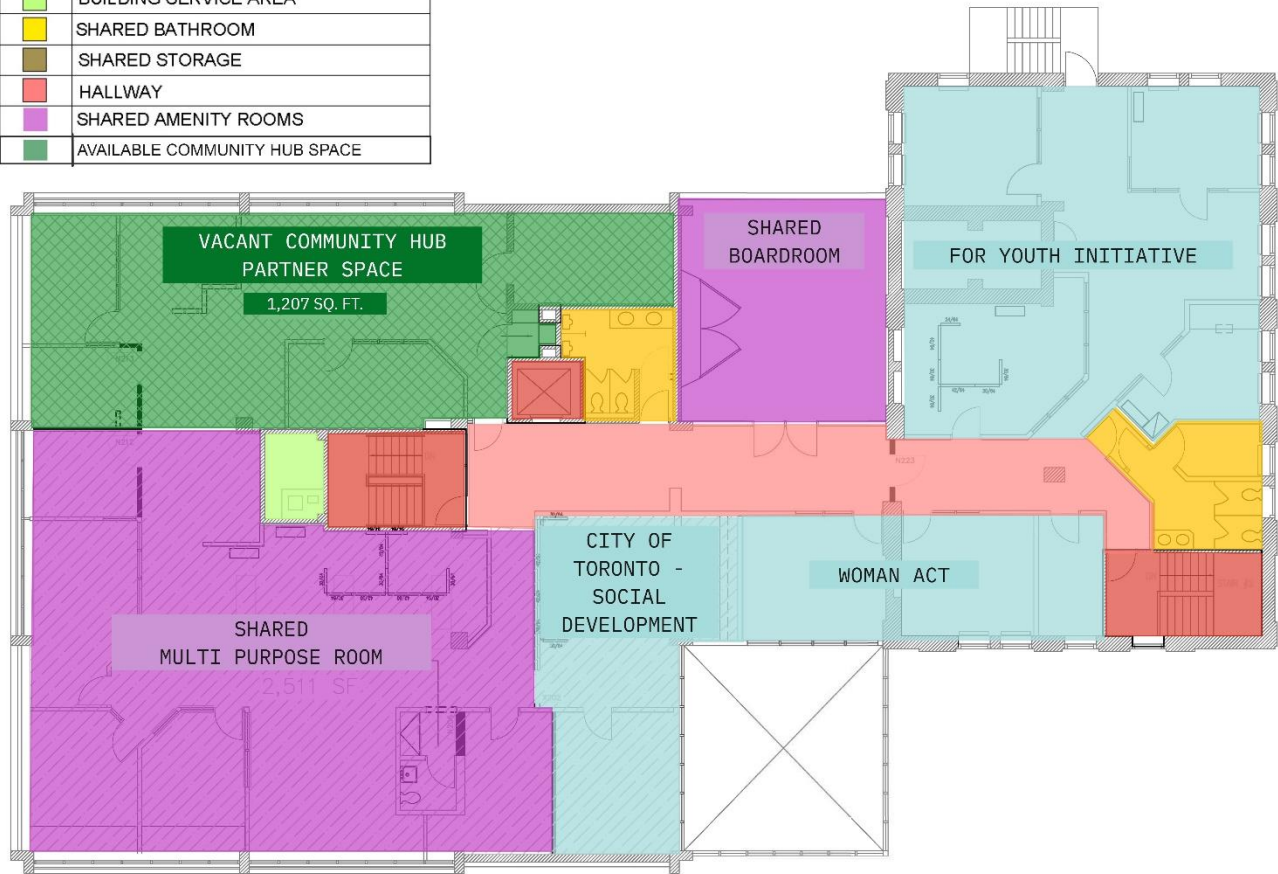 BUILDING SERVICE AREA
SHARED BATHROOM
SHARED STORAGE
HALLWAY
SHARED AMENITY ROOMS
AVAILABLE COMMUNITY HUB SPACE
VACANT COMMUNITY HUB
PARTNER SPACE
1,207 SQ. FT.
SHARED
BOARDROOM
FOR YOUTH INITIATIVE
N223
CITY OF
TORONTO -
SOCIAL
DEVELOPMENT
WOMAN ACT
SHARED
MULTI PURPOSE ROOM
2,511 SF